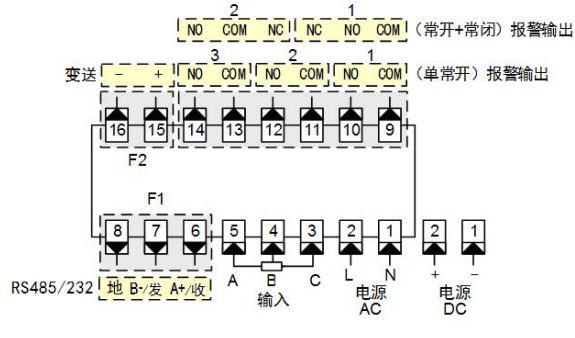 2 1
NO COM NC NC NO COM （常开+常闭）报警输出
3 2 1
变送 － ＋ NO COM NO COM NO COM （单常开）报警输出
16 15 14 13 12 11 10 9
F2
F1
8 7 6 5 4 3 2 1 2 1
RS485/232 地 B-/发 A+/收 A B C L N + −
输入 电源 电源
AC DC